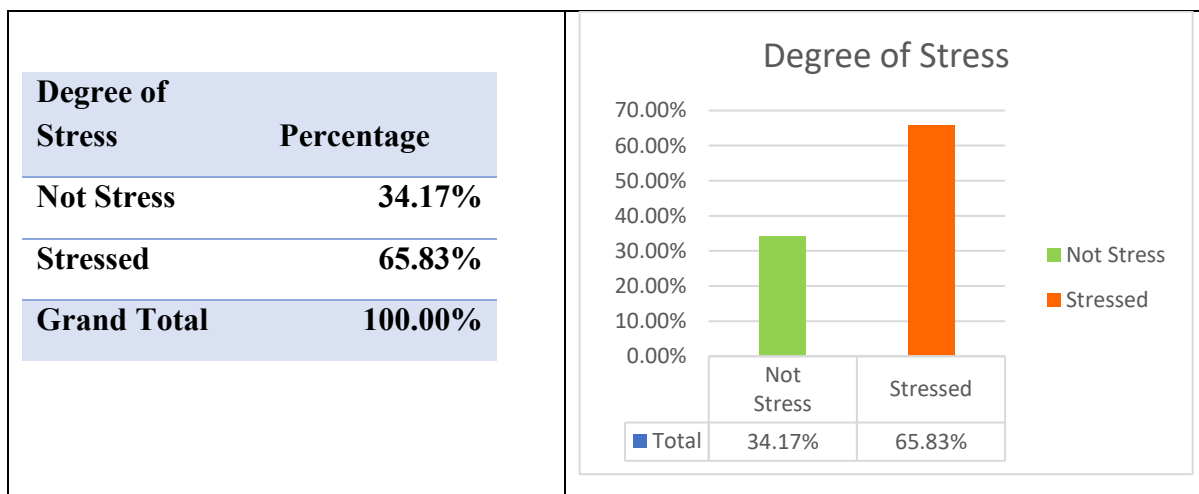 Degree of
Stress Percentage
Not Stress 34.17%
Stressed 65.83%
Grand Total 100.00%
Degree of Stress
70.00%
60.00%
50.00%
40.00%
30.00%
20.00%
10.00%
0.00%
Not
Stress
Stressed
Total 34.17% 65.83%
Not Stress
Stressed